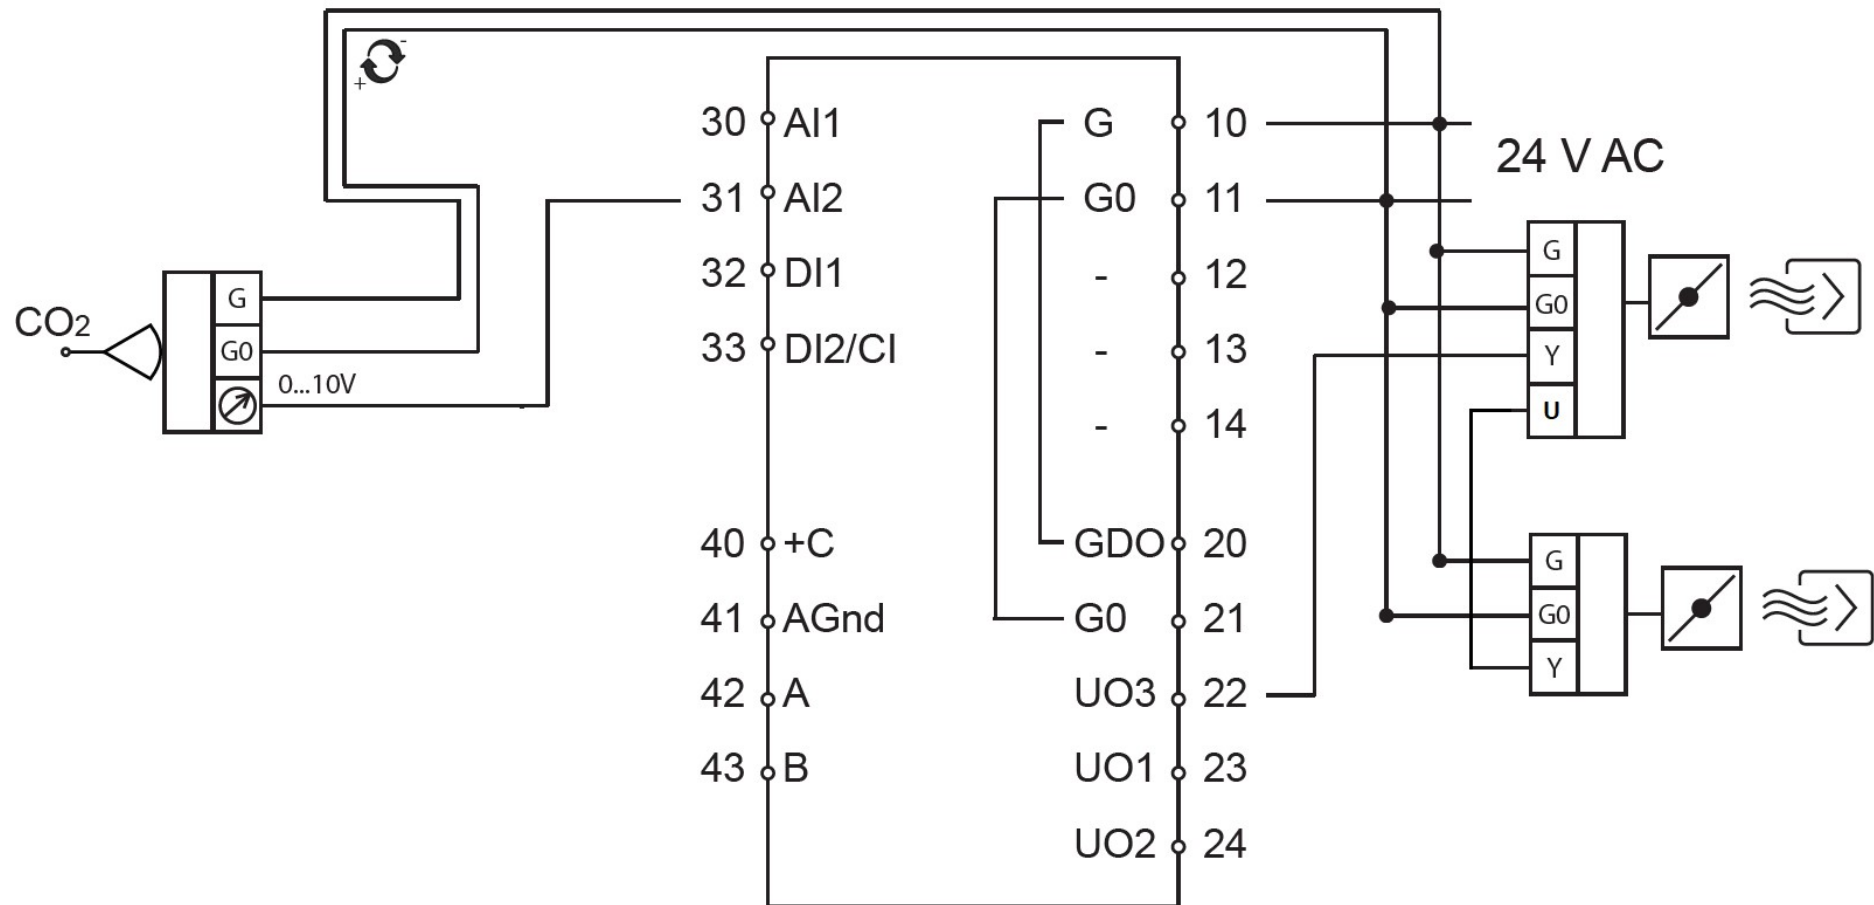 -
+
30 AI1 G 10
24 V AC
31 AI2 G0 11
32 DI1 - 12
33 DI2/CI - 13
- 14
40 +C GDO 20
41 AGnd G0 21
42 A UO3 22
43 B UO1 23
UO2 24
CO2
G
G0
0...10V
G
G0
Y
U
G
G0
Y